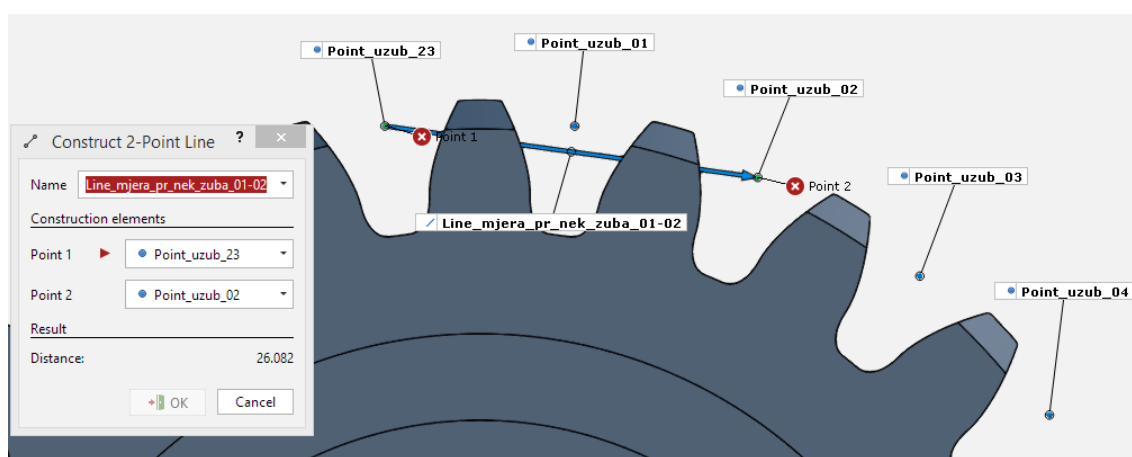 Point_uzub_23
Point_uzub_01
Point_uzub_02
Point 1
Point_uzub_03
Point 2
Line_mjera_pr_nek_zuba_01-02
Point_uzub_04
Construct 2-Point Line ?
Name Line_mjera_pr_nek_zuba_01-02
Construction elements
Point 1 Point_uzub_23
Point 2 Point_uzub_02
Result
Distance: 26.082
OK Cancel